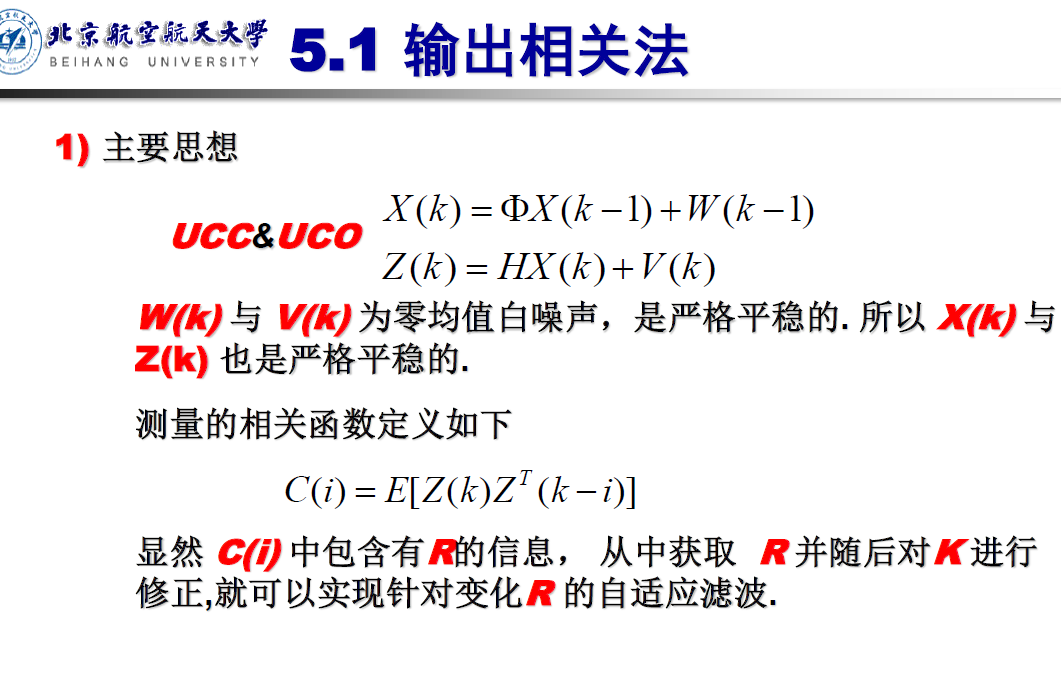 北京航空航天大學
BEIHANG UNIVERSITY
5.1 输出相关法
1) 主要思想
X(k) = ΦX(k−1)+W(k−1)
UCC&UCO
Z(k) = HX(k)+V(k)
W(k) 与 V(k) 为零均值白噪声，是严格平稳的. 所以 X(k) 与
Z(k) 也是严格平稳的.
测量的相关函数定义如下
C(i) = E[Z(k)Z^T(k−i)]
显然 C(i) 中包含有R的信息， 从中获取 R 并随后对K 进行
修正,就可以实现针对变化R 的自适应滤波.